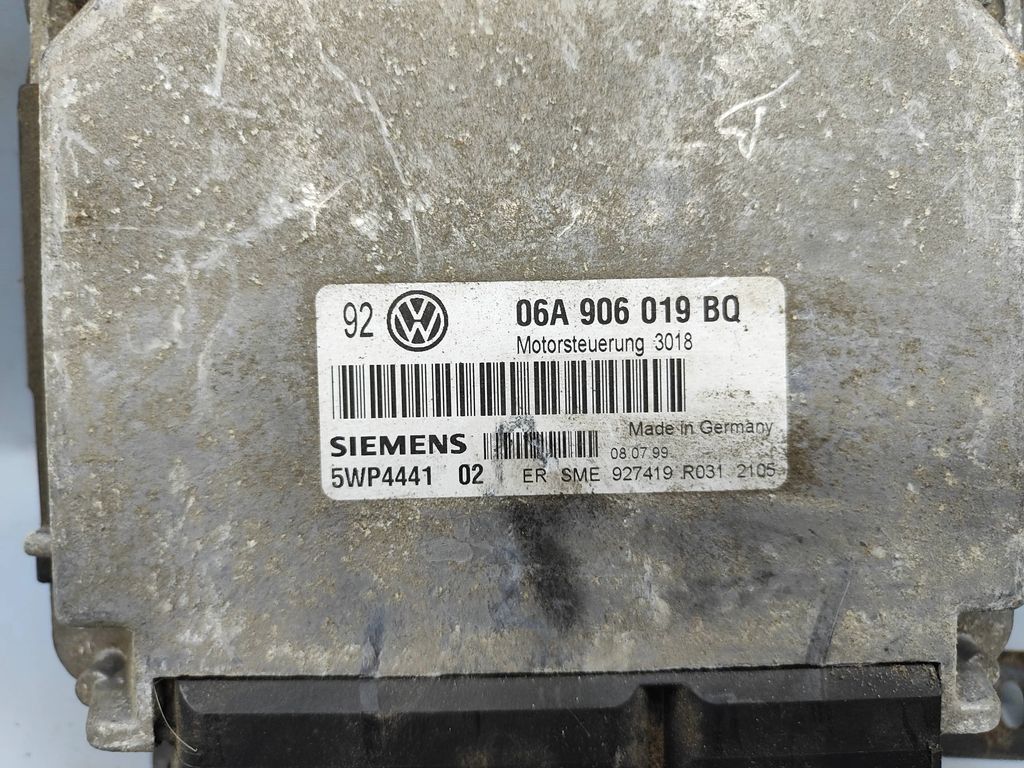 92 VW 06A 906 019 BQ
Motorsteuerung 3018
Made in Germany
SIEMENS 08.07.99
5WP4441 02 ER SME 927419 R031 2105